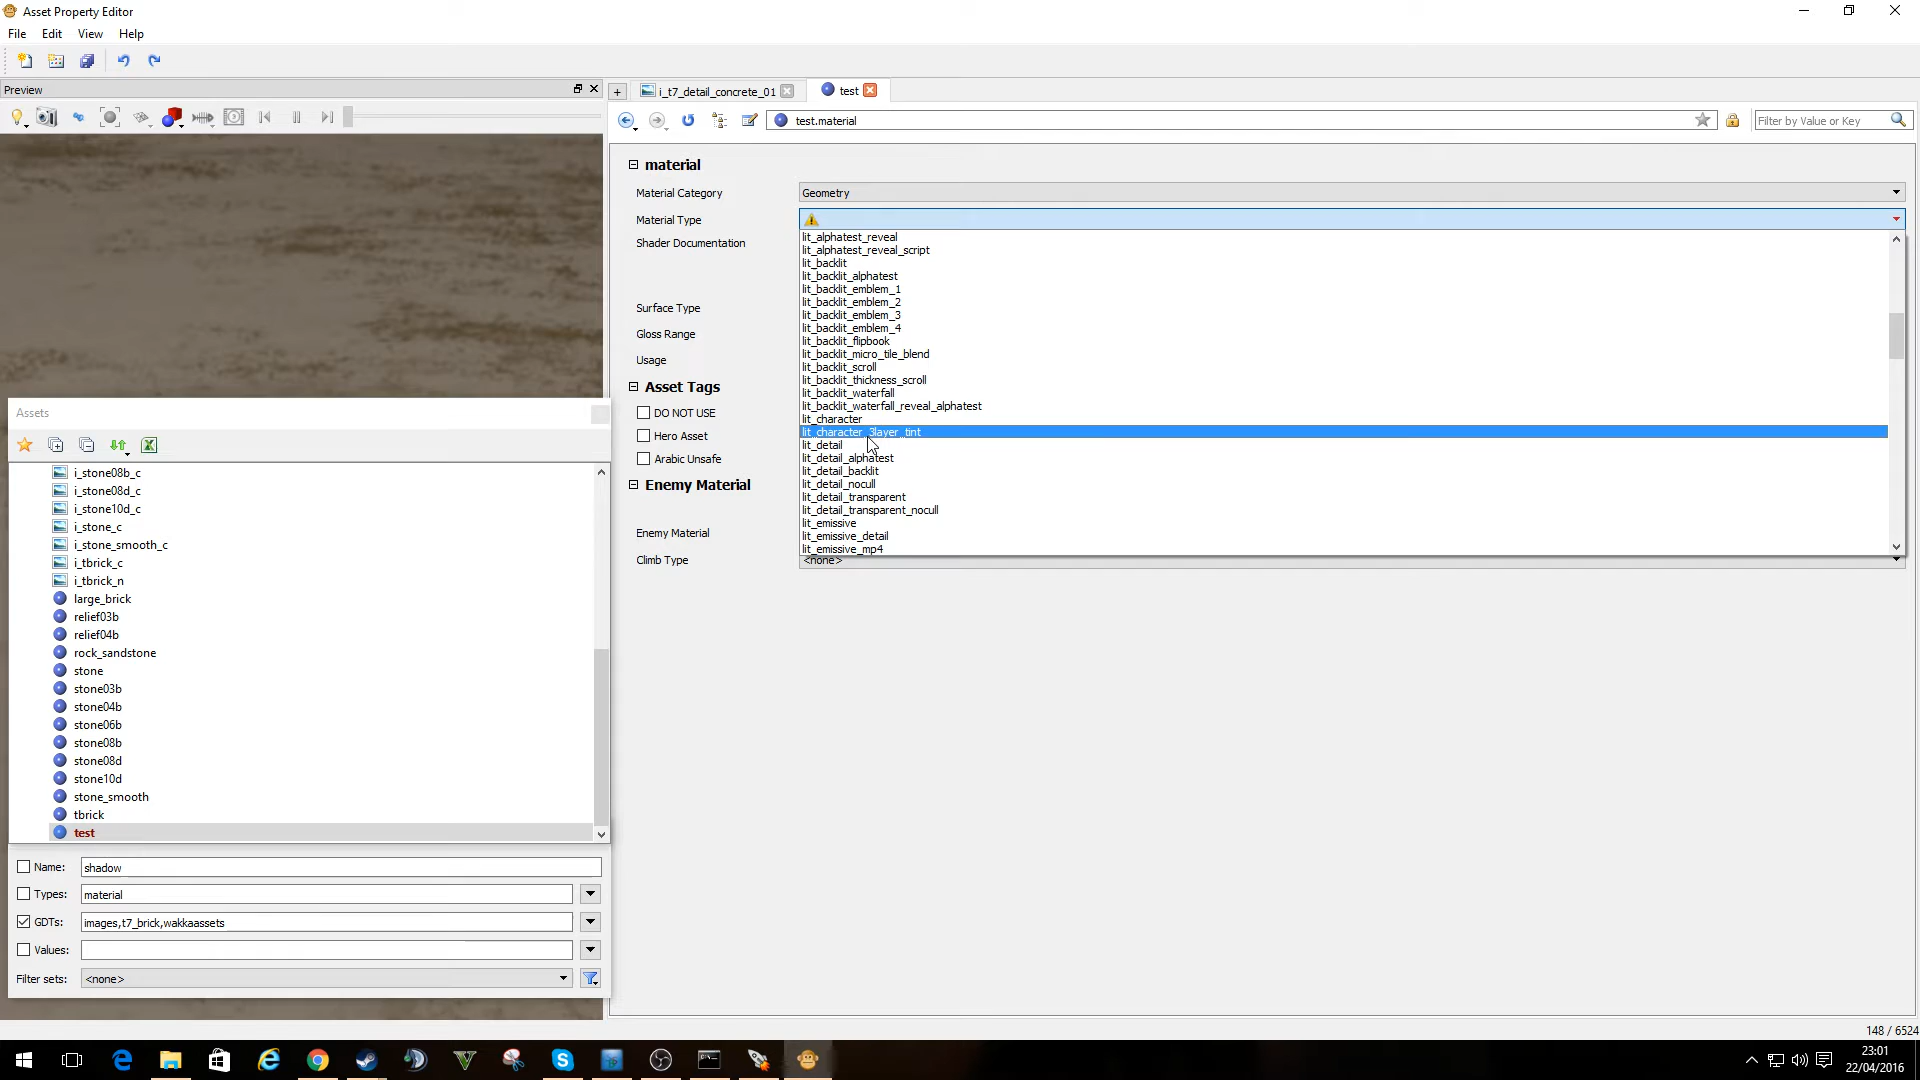 Asset Property Editor
File Edit View Help
Preview
i_t7_detail_concrete_01
test
test.material
Filter by Value or Key
material
Material Category
Geometry
Material Type
Shader Documentation
Surface Type
Gloss Range
Usage
Asset Tags
DO NOT USE
Hero Asset
Arabic Unsafe
Enemy Material
Enemy Material
Climb Type
<none>
lit_alphatest_reveal
lit_alphatest_reveal_script
lit_backlit
lit_backlit_alphatest
lit_backlit_emblem_1
lit_backlit_emblem_2
lit_backlit_emblem_3
lit_backlit_emblem_4
lit_backlit_flipbook
lit_backlit_micro_tile_blend
lit_backlit_scroll
lit_backlit_thickness_scroll
lit_backlit_waterfall
lit_backlit_waterfall_reveal_alphatest
lit_character
lit_character_3layer_tint
lit_detail
lit_detail_alphatest
lit_detail_backlit
lit_detail_nocull
lit_detail_transparent
lit_detail_transparent_nocull
lit_emissive
lit_emissive_detail
lit_emissive_mp4
Assets
i_stone08b_c
i_stone08d_c
i_stone10d_c
i_stone_c
i_stone_smooth_c
i_tbrick_c
i_tbrick_n
large_brick
relief03b
relief04b
rock_sandstone
stone
stone03b
stone04b
stone06b
stone08b
stone08d
stone10d
stone_smooth
tbrick
test
Name: shadow
Types: material
GDTs: images,t7_brick,wakkaassets
Values:
Filter sets: <none>
148 / 6524
23:01
22/04/2016